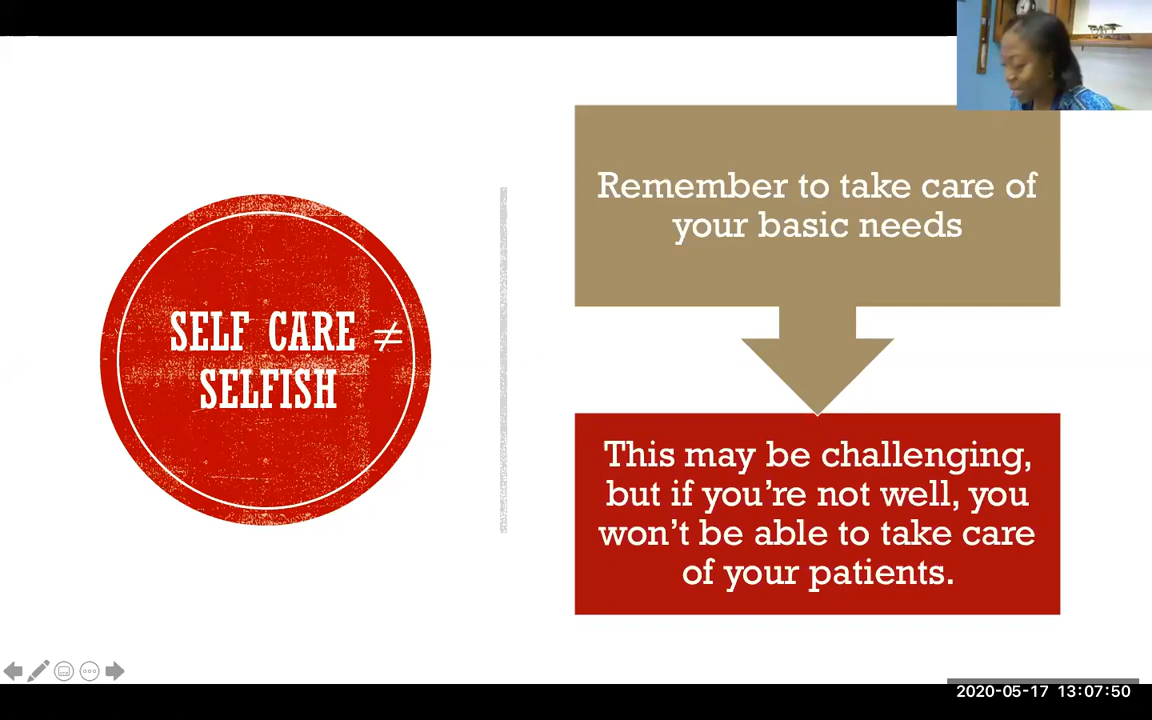 SELF CARE ≠
SELFISH
Remember to take care of
your basic needs
This may be challenging,
but if you're not well, you
won't be able to take care
of your patients.
2020-05-17 13:07:50